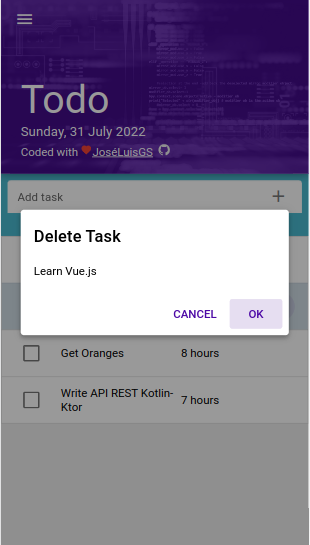 Todo
Sunday, 31 July 2022
Coded with ❤JoséLuisGS
Add task
Delete Task
Learn Vue.js
CANCEL OK
Get Oranges 8 hours
Write API REST Kotlin-
Ktor 7 hours